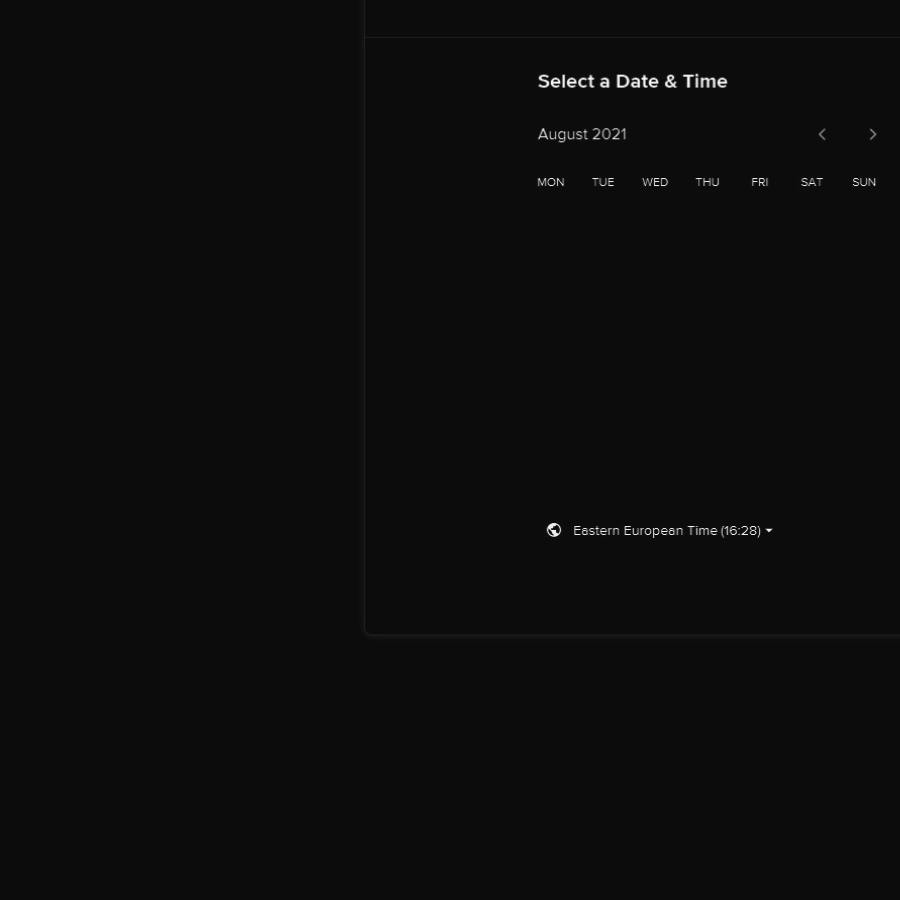 Select a Date & Time
August 2021
MON TUE WED THU FRI SAT SUN
Eastern European Time (16:28)